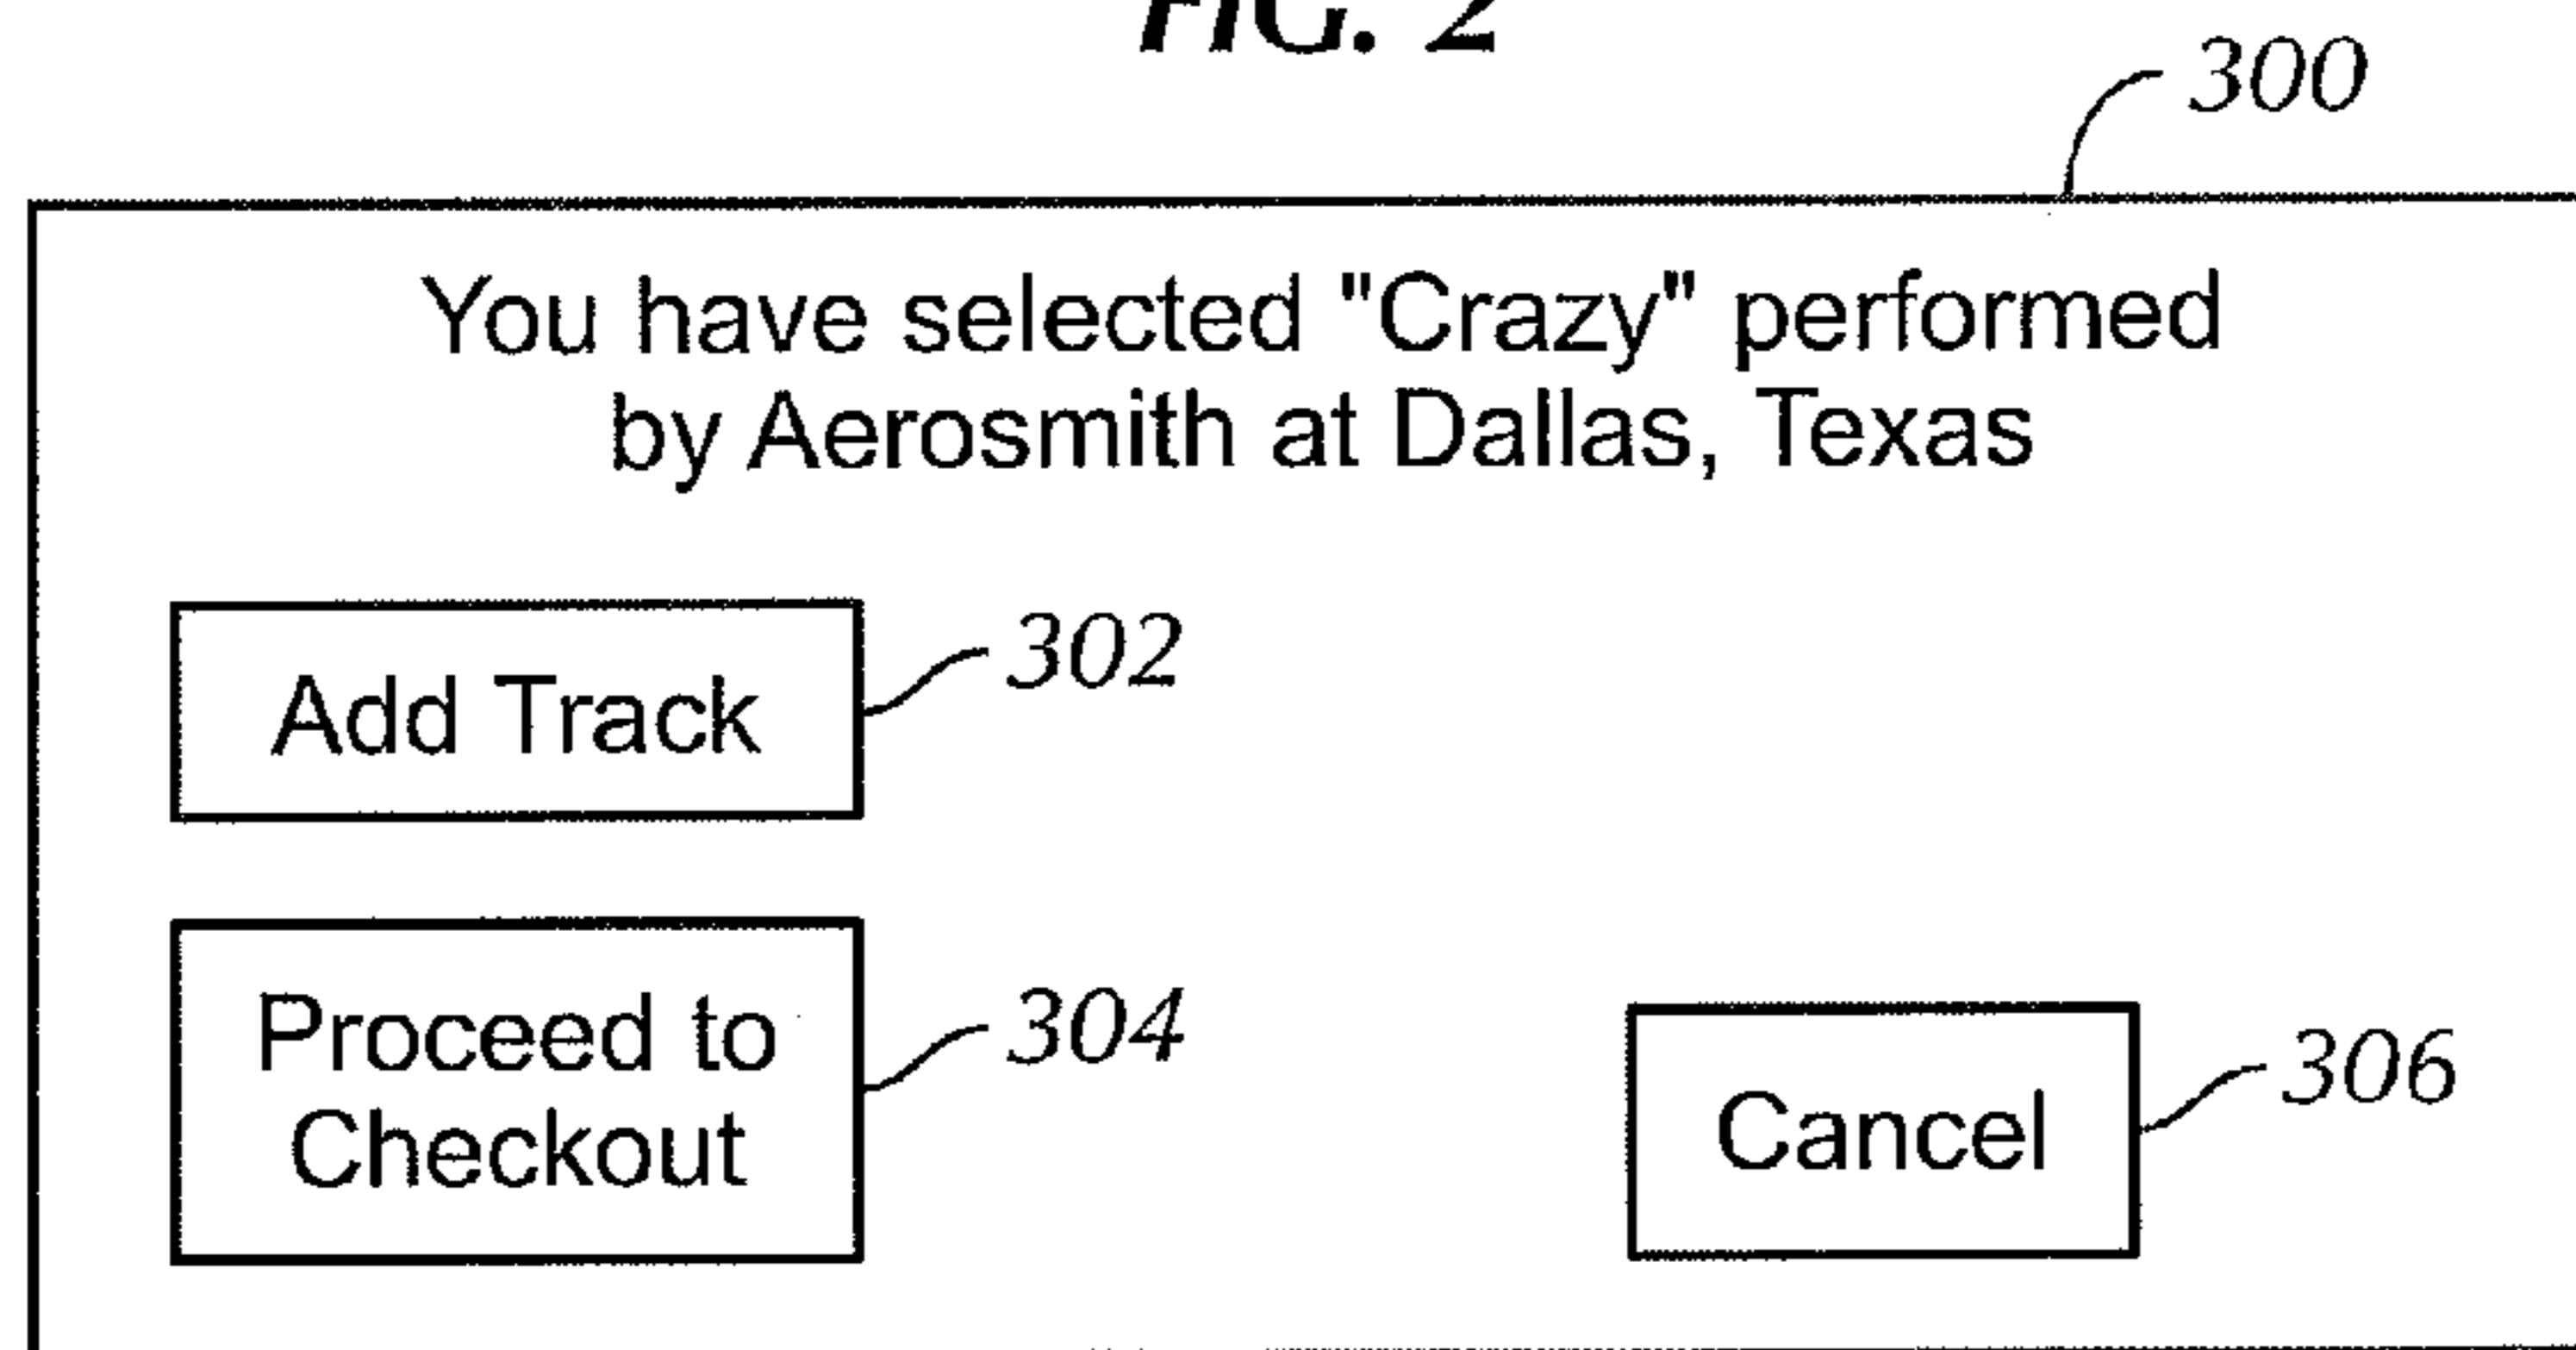 FIG. 2
300
You have selected "Crazy" performed
by Aerosmith at Dallas, Texas
Add Track
302
Proceed to
Checkout
304
Cancel
306